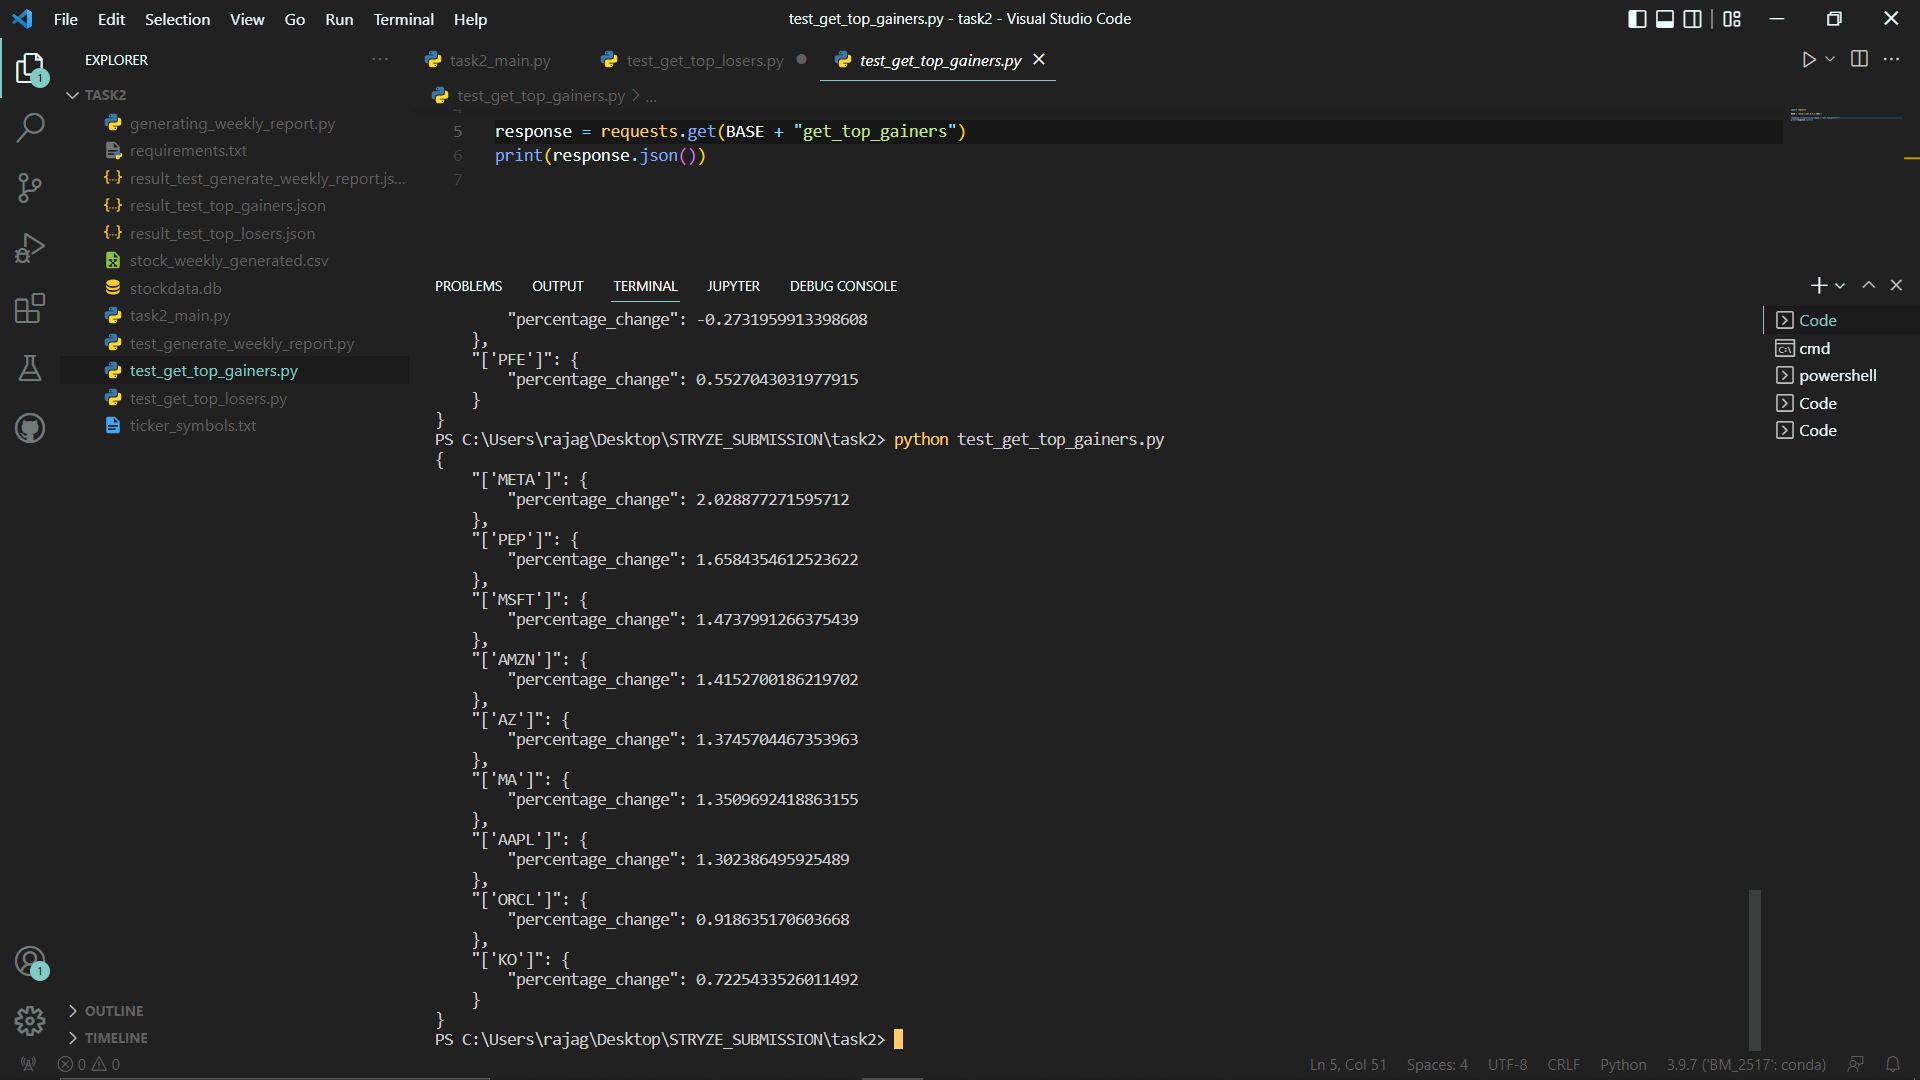 File Edit Selection View Go Run Terminal Help
test_get_top_gainers.py - task2 - Visual Studio Code
EXPLORER
TASK2
generating_weekly_report.py
requirements.txt
result_test_generate_weekly_report.js...
result_test_top_gainers.json
result_test_top_losers.json
stock_weekly_generated.csv
stockdata.db
task2_main.py
test_generate_weekly_report.py
test_get_top_gainers.py
test_get_top_losers.py
ticker_symbols.txt
OUTLINE
TIMELINE
1
1
task2_main.py
test_get_top_losers.py
test_get_top_gainers.py
test_get_top_gainers.py > ...
5 response = requests.get(BASE + "get_top_gainers")
6 print(response.json())
7
PROBLEMS OUTPUT TERMINAL JUPYTER DEBUG CONSOLE
"percentage_change": -0.2731959913398608
},
"['PFE']": {
"percentage_change": 0.5527043031977915
}
}
PS C:\Users\rajag\Desktop\STRYZE_SUBMISSION\task2> python test_get_top_gainers.py
{
"['META']": {
"percentage_change": 2.028877271595712
},
"['PEP']": {
"percentage_change": 1.6584354612523622
},
"['MSFT']": {
"percentage_change": 1.4737991266375439
},
"['AMZN']": {
"percentage_change": 1.4152700186219702
},
"['AZ']": {
"percentage_change": 1.3745704467353963
},
"['MA']": {
"percentage_change": 1.3509692418863155
},
"['AAPL']": {
"percentage_change": 1.302386495925489
},
"['ORCL']": {
"percentage_change": 0.918635170603668
},
"['KO']": {
"percentage_change": 0.7225433526011492
}
}
PS C:\Users\rajag\Desktop\STRYZE_SUBMISSION\task2>
Code
cmd
powershell
Code
Code
0 0
Ln 5, Col 51 Spaces: 4 UTF-8 CRLF Python 3.9.7 ('BM_2517': conda)